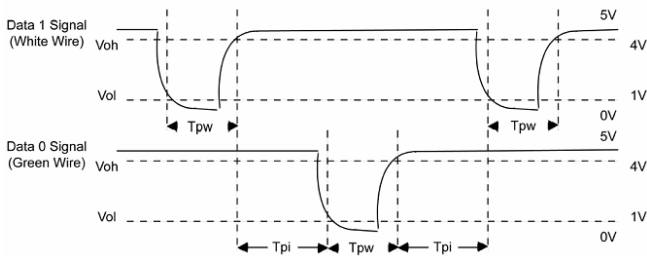 Data 1 Signal
(White Wire)
Voh
Vol
5V
4V
1V
0V
Tpw
Tpw
Data 0 Signal
(Green Wire)
Voh
Vol
5V
4V
1V
0V
Tpi
Tpw
Tpi